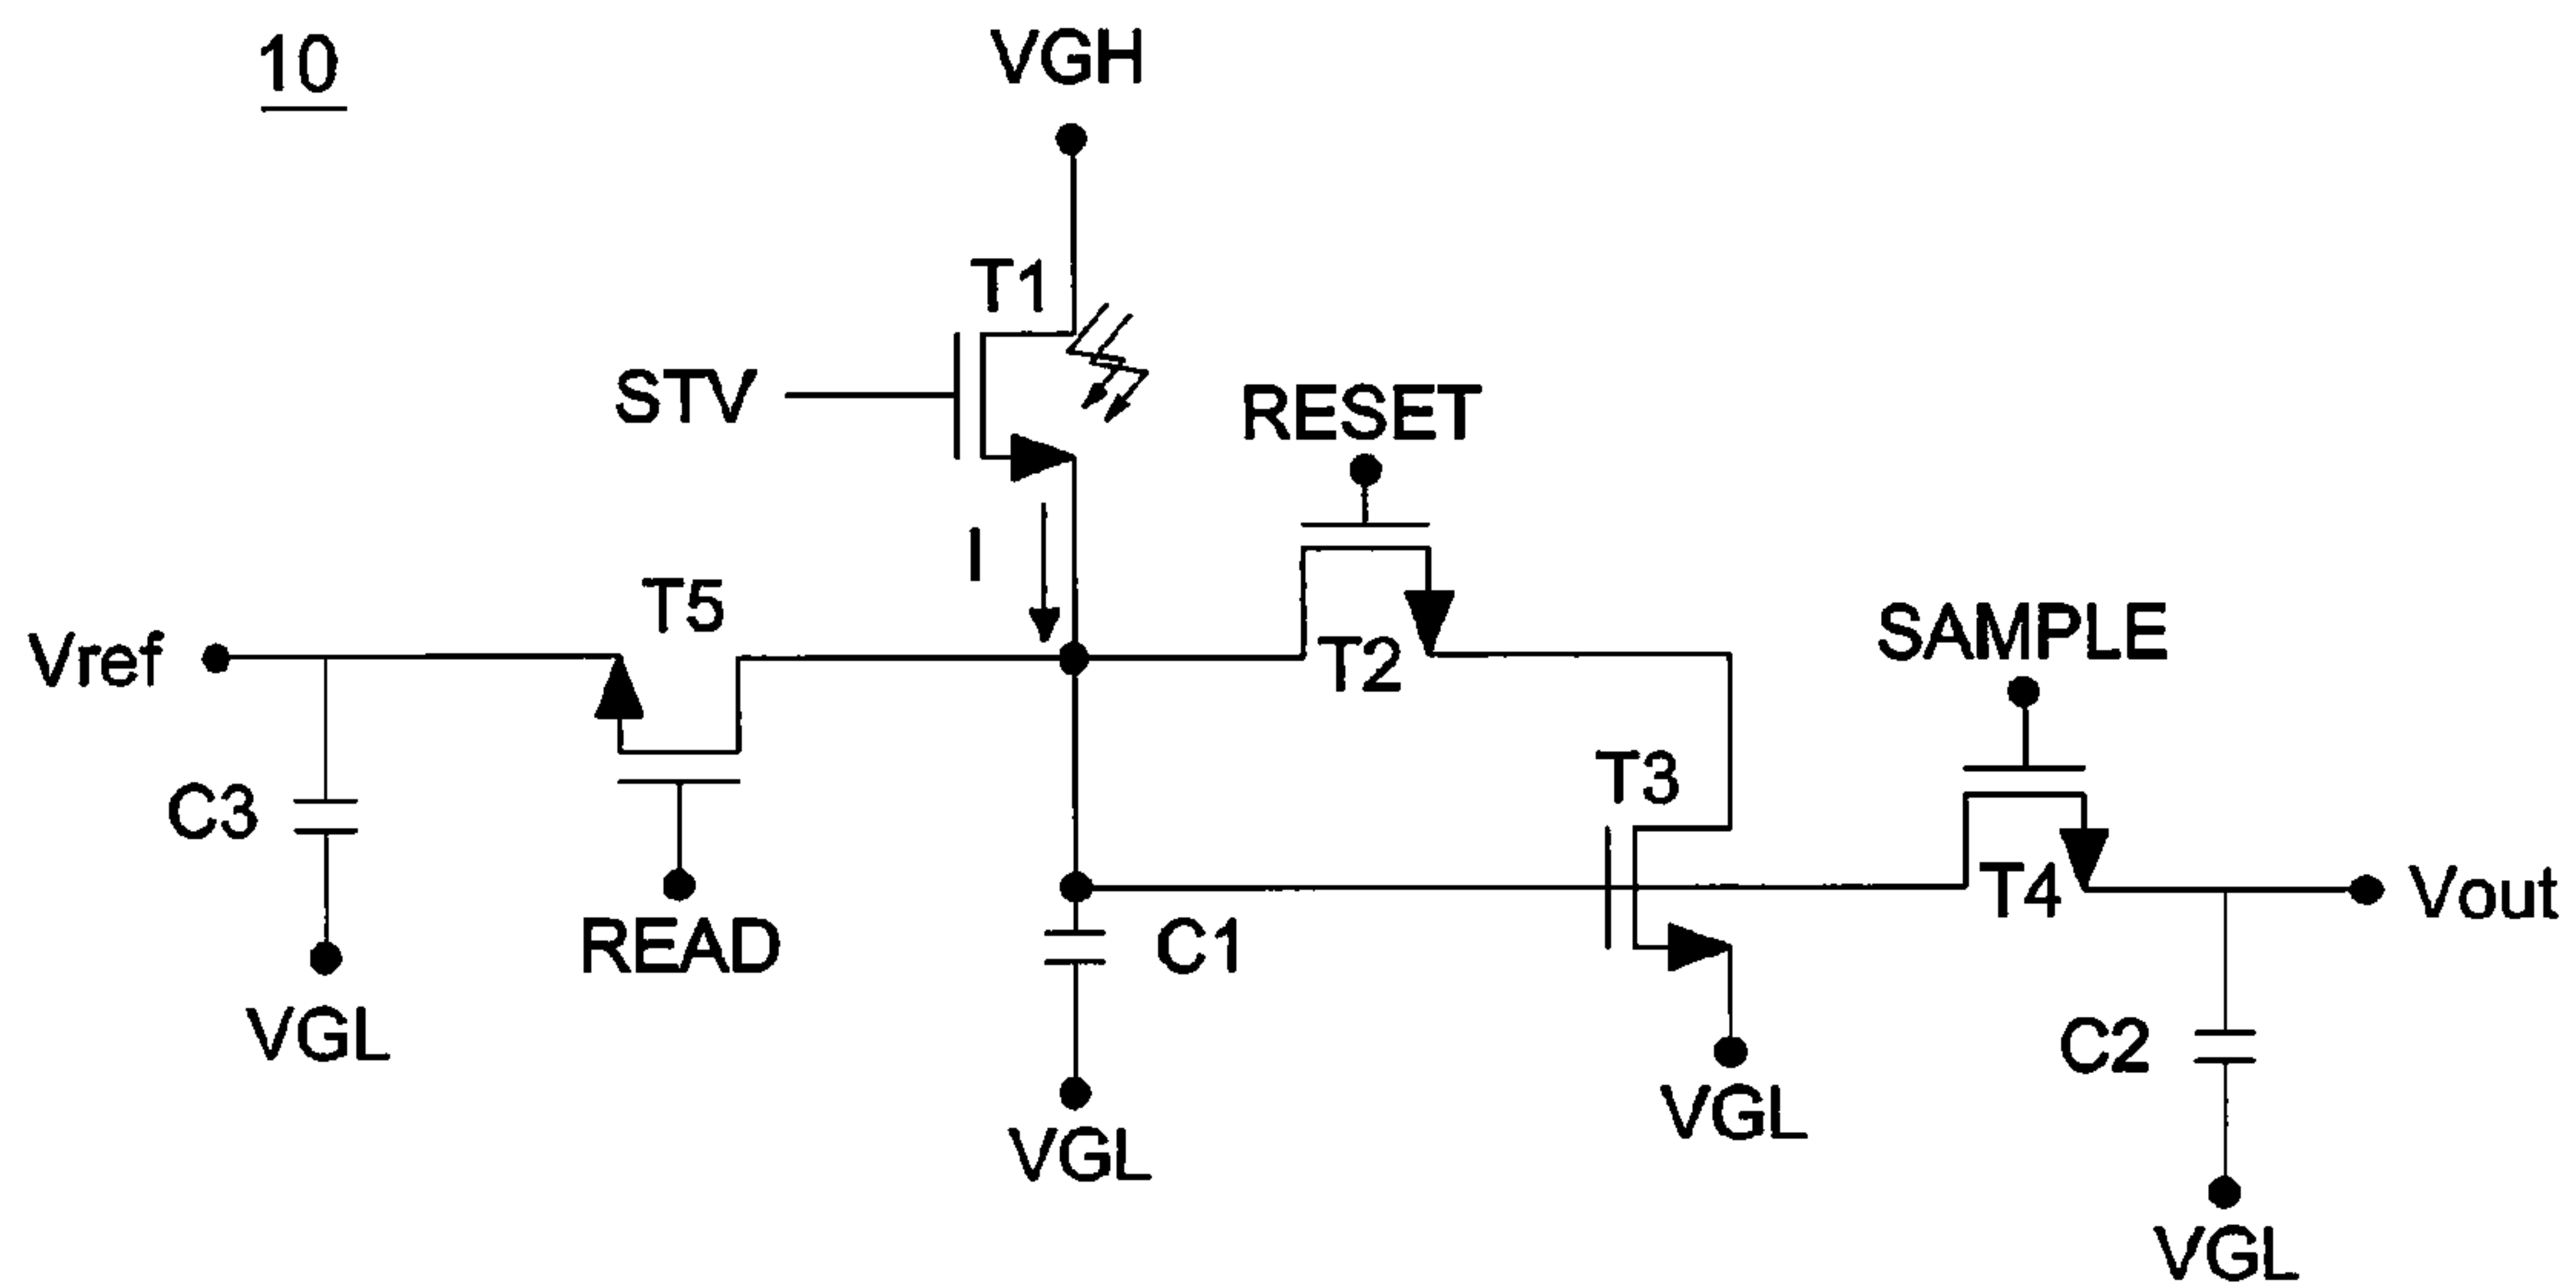 10
VGH
T1
STV
RESET
I
T5
Vref
T2
SAMPLE
T3
C3
T4
Vout
READ
C1
VGL
C2
VGL
VGL
VGL